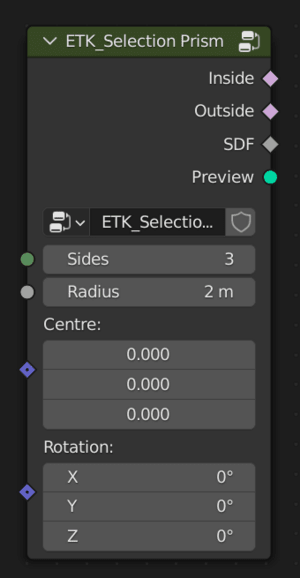 ETK_Selection Prism
Inside
Outside
SDF
Preview
ETK_Selectio...
Sides 3
Radius 2 m
Centre:
0.000
0.000
0.000
Rotation:
X 0°
Y 0°
Z 0°